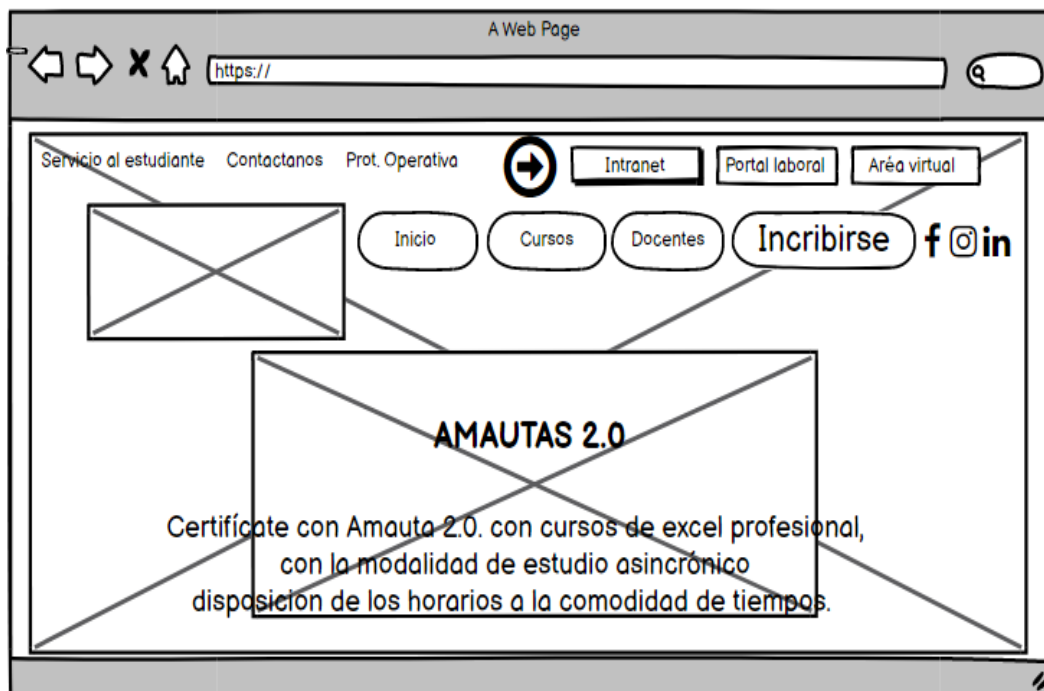 A Web Page
https://
Servicio al estudiante Contactanos Prot. Operativa Intranet Portal laboral Aréa virtual
Inicio Cursos Docentes Incribirse f in
AMAUTAS 2.0
Certifícate con Amauta 2.0. con cursos de excel profesional,
con la modalidad de estudio asincrónico
disposición de los horarios a la comodidad de tiempos.